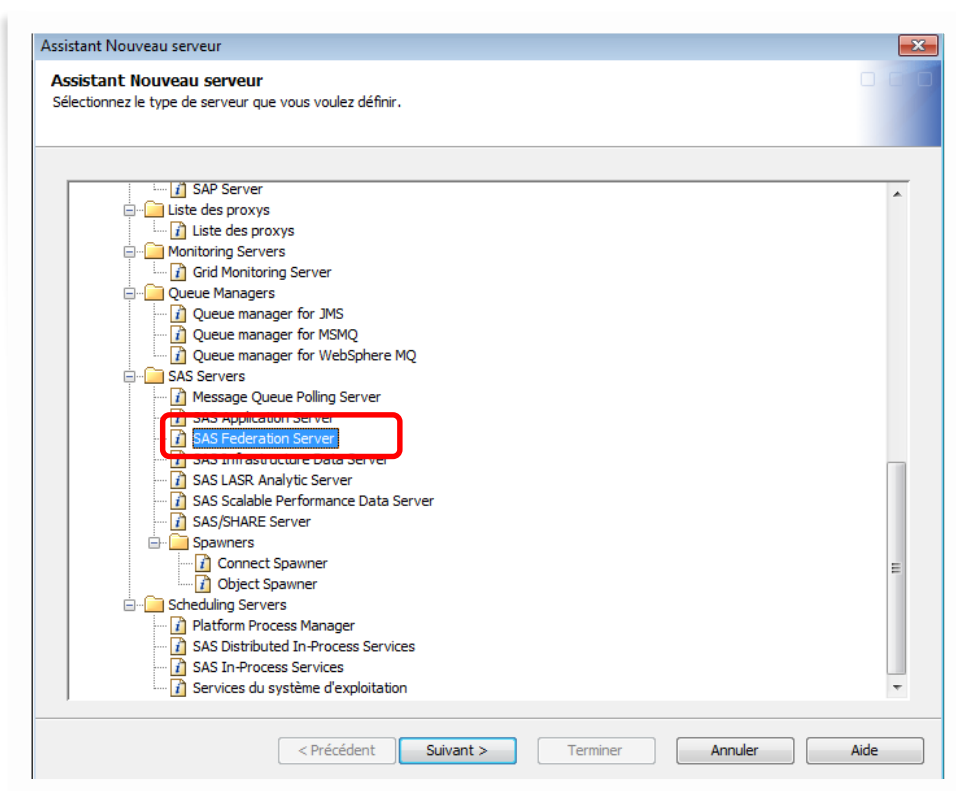 Assistant Nouveau serveur
Assistant Nouveau serveur
Sélectionnez le type de serveur que vous voulez définir.
SAP Server
Liste des proxys
Liste des proxys
Monitoring Servers
Grid Monitoring Server
Queue Managers
Queue manager for JMS
Queue manager for MSMQ
Queue manager for WebSphere MQ
SAS Servers
Message Queue Polling Server
SAS Application Server
SAS Federation Server
SAS Infrastructure Data Server
SAS LASR Analytic Server
SAS Scalable Performance Data Server
SAS/SHARE Server
Spawners
Connect Spawner
Object Spawner
Scheduling Servers
Platform Process Manager
SAS Distributed In-Process Services
SAS In-Process Services
Services du système d'exploitation
< Précédent Suivant > Terminer Annuler Aide